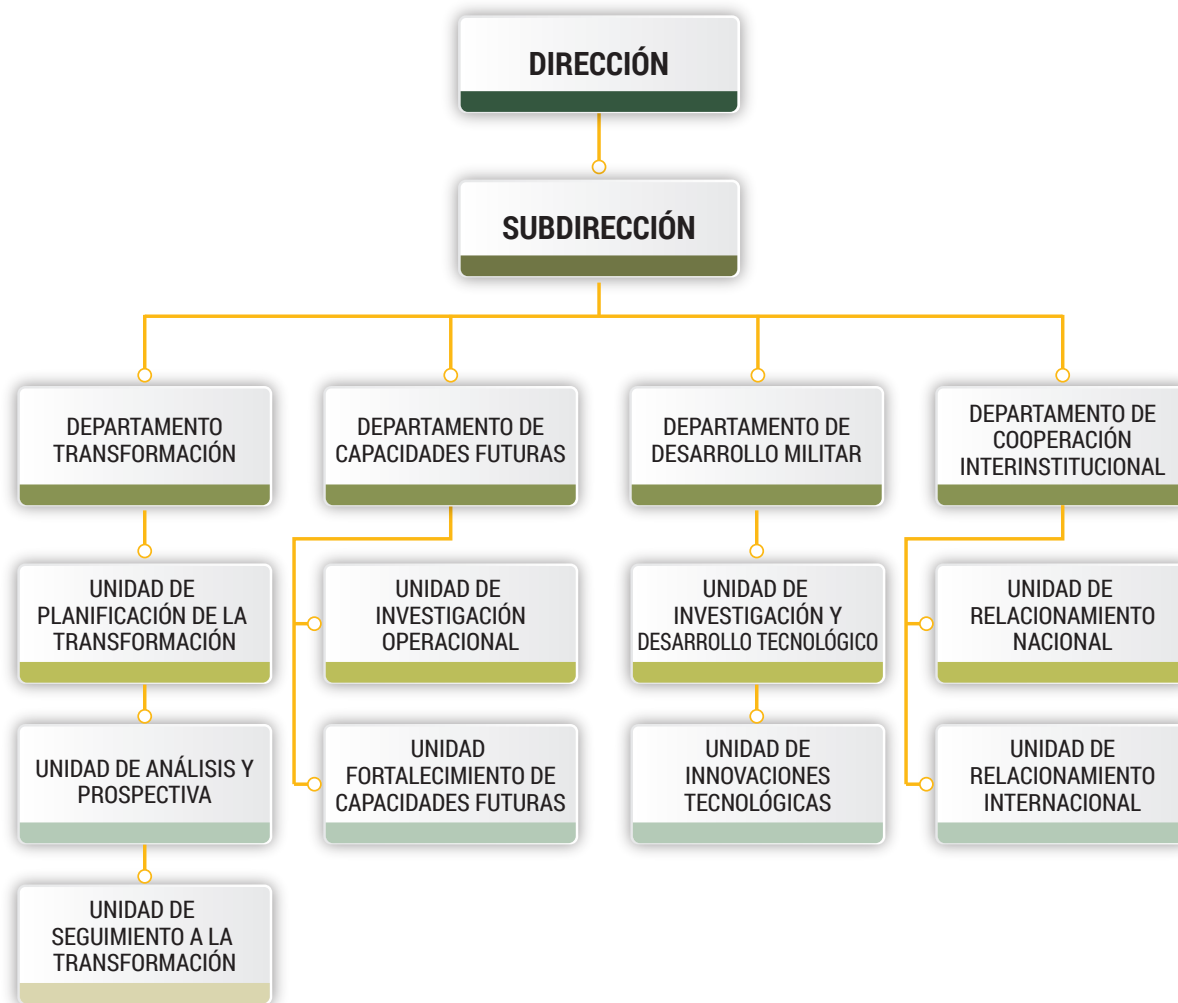 DIRECCIÓN
SUBDIRECCIÓN
DEPARTAMENTO
TRANSFORMACIÓN
DEPARTAMENTO DE
CAPACIDADES FUTURAS
DEPARTAMENTO DE
DESARROLLO MILITAR
DEPARTAMENTO DE
COOPERACIÓN
INTERINSTITUCIONAL
UNIDAD DE
PLANIFICACIÓN DE LA
TRANSFORMACIÓN
UNIDAD DE
INVESTIGACIÓN
OPERACIONAL
UNIDAD DE
INVESTIGACIÓN Y
DESARROLLO TECNOLÓGICO
UNIDAD DE
RELACIONAMIENTO
NACIONAL
UNIDAD DE ANÁLISIS Y
PROSPECTIVA
UNIDAD
FORTALECIMIENTO DE
CAPACIDADES FUTURAS
UNIDAD DE
INNOVACIONES
TECNOLÓGICAS
UNIDAD DE
RELACIONAMIENTO
INTERNACIONAL
UNIDAD DE
SEGUIMIENTO A LA
TRANSFORMACIÓN